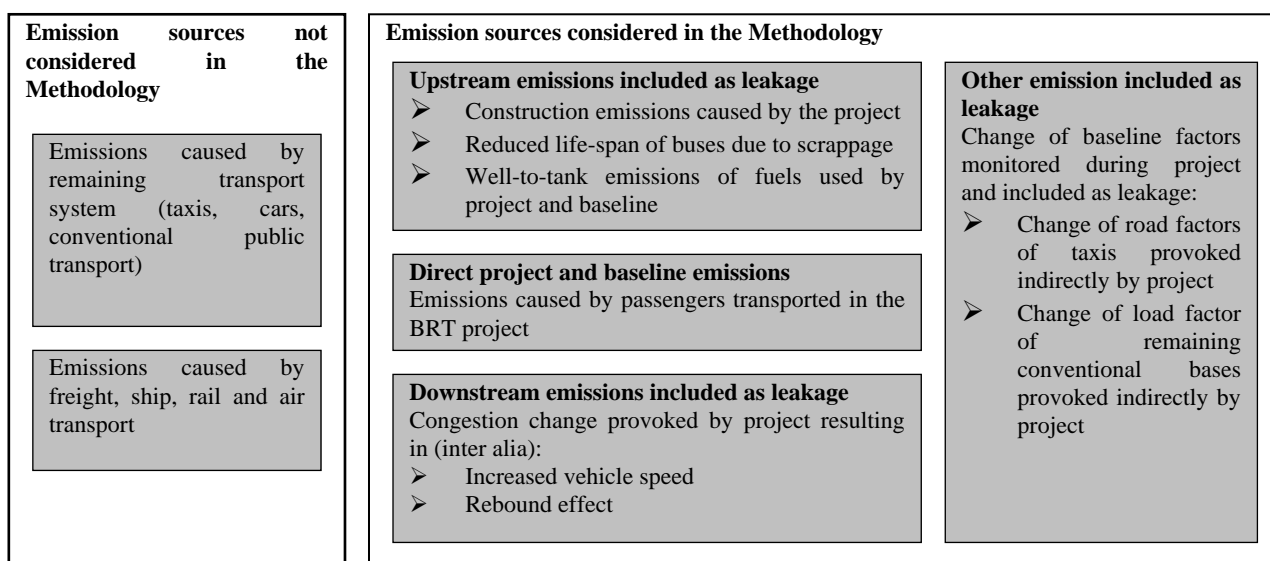 Emission sources not
considered in the
Methodology
Emissions caused by
remaining transport
system (taxis, cars,
conventional public
transport)
Emissions caused by
freight, ship, rail and air
transport
Emission sources considered in the Methodology
Upstream emissions included as leakage
➢ Construction emissions caused by the project
➢ Reduced life-span of buses due to scrappage
➢ Well-to-tank emissions of fuels used by
project and baseline
Direct project and baseline emissions
Emissions caused by passengers transported in the
BRT project
Downstream emissions included as leakage
Congestion change provoked by project resulting
in (inter alia):
➢ Increased vehicle speed
➢ Rebound effect
Other emission included as
leakage
Change of baseline factors
monitored during project
and included as leakage:
➢ Change of road factors
of taxis provoked
indirectly by project
➢ Change of load factor
of remaining
conventional bases
provoked indirectly by
project